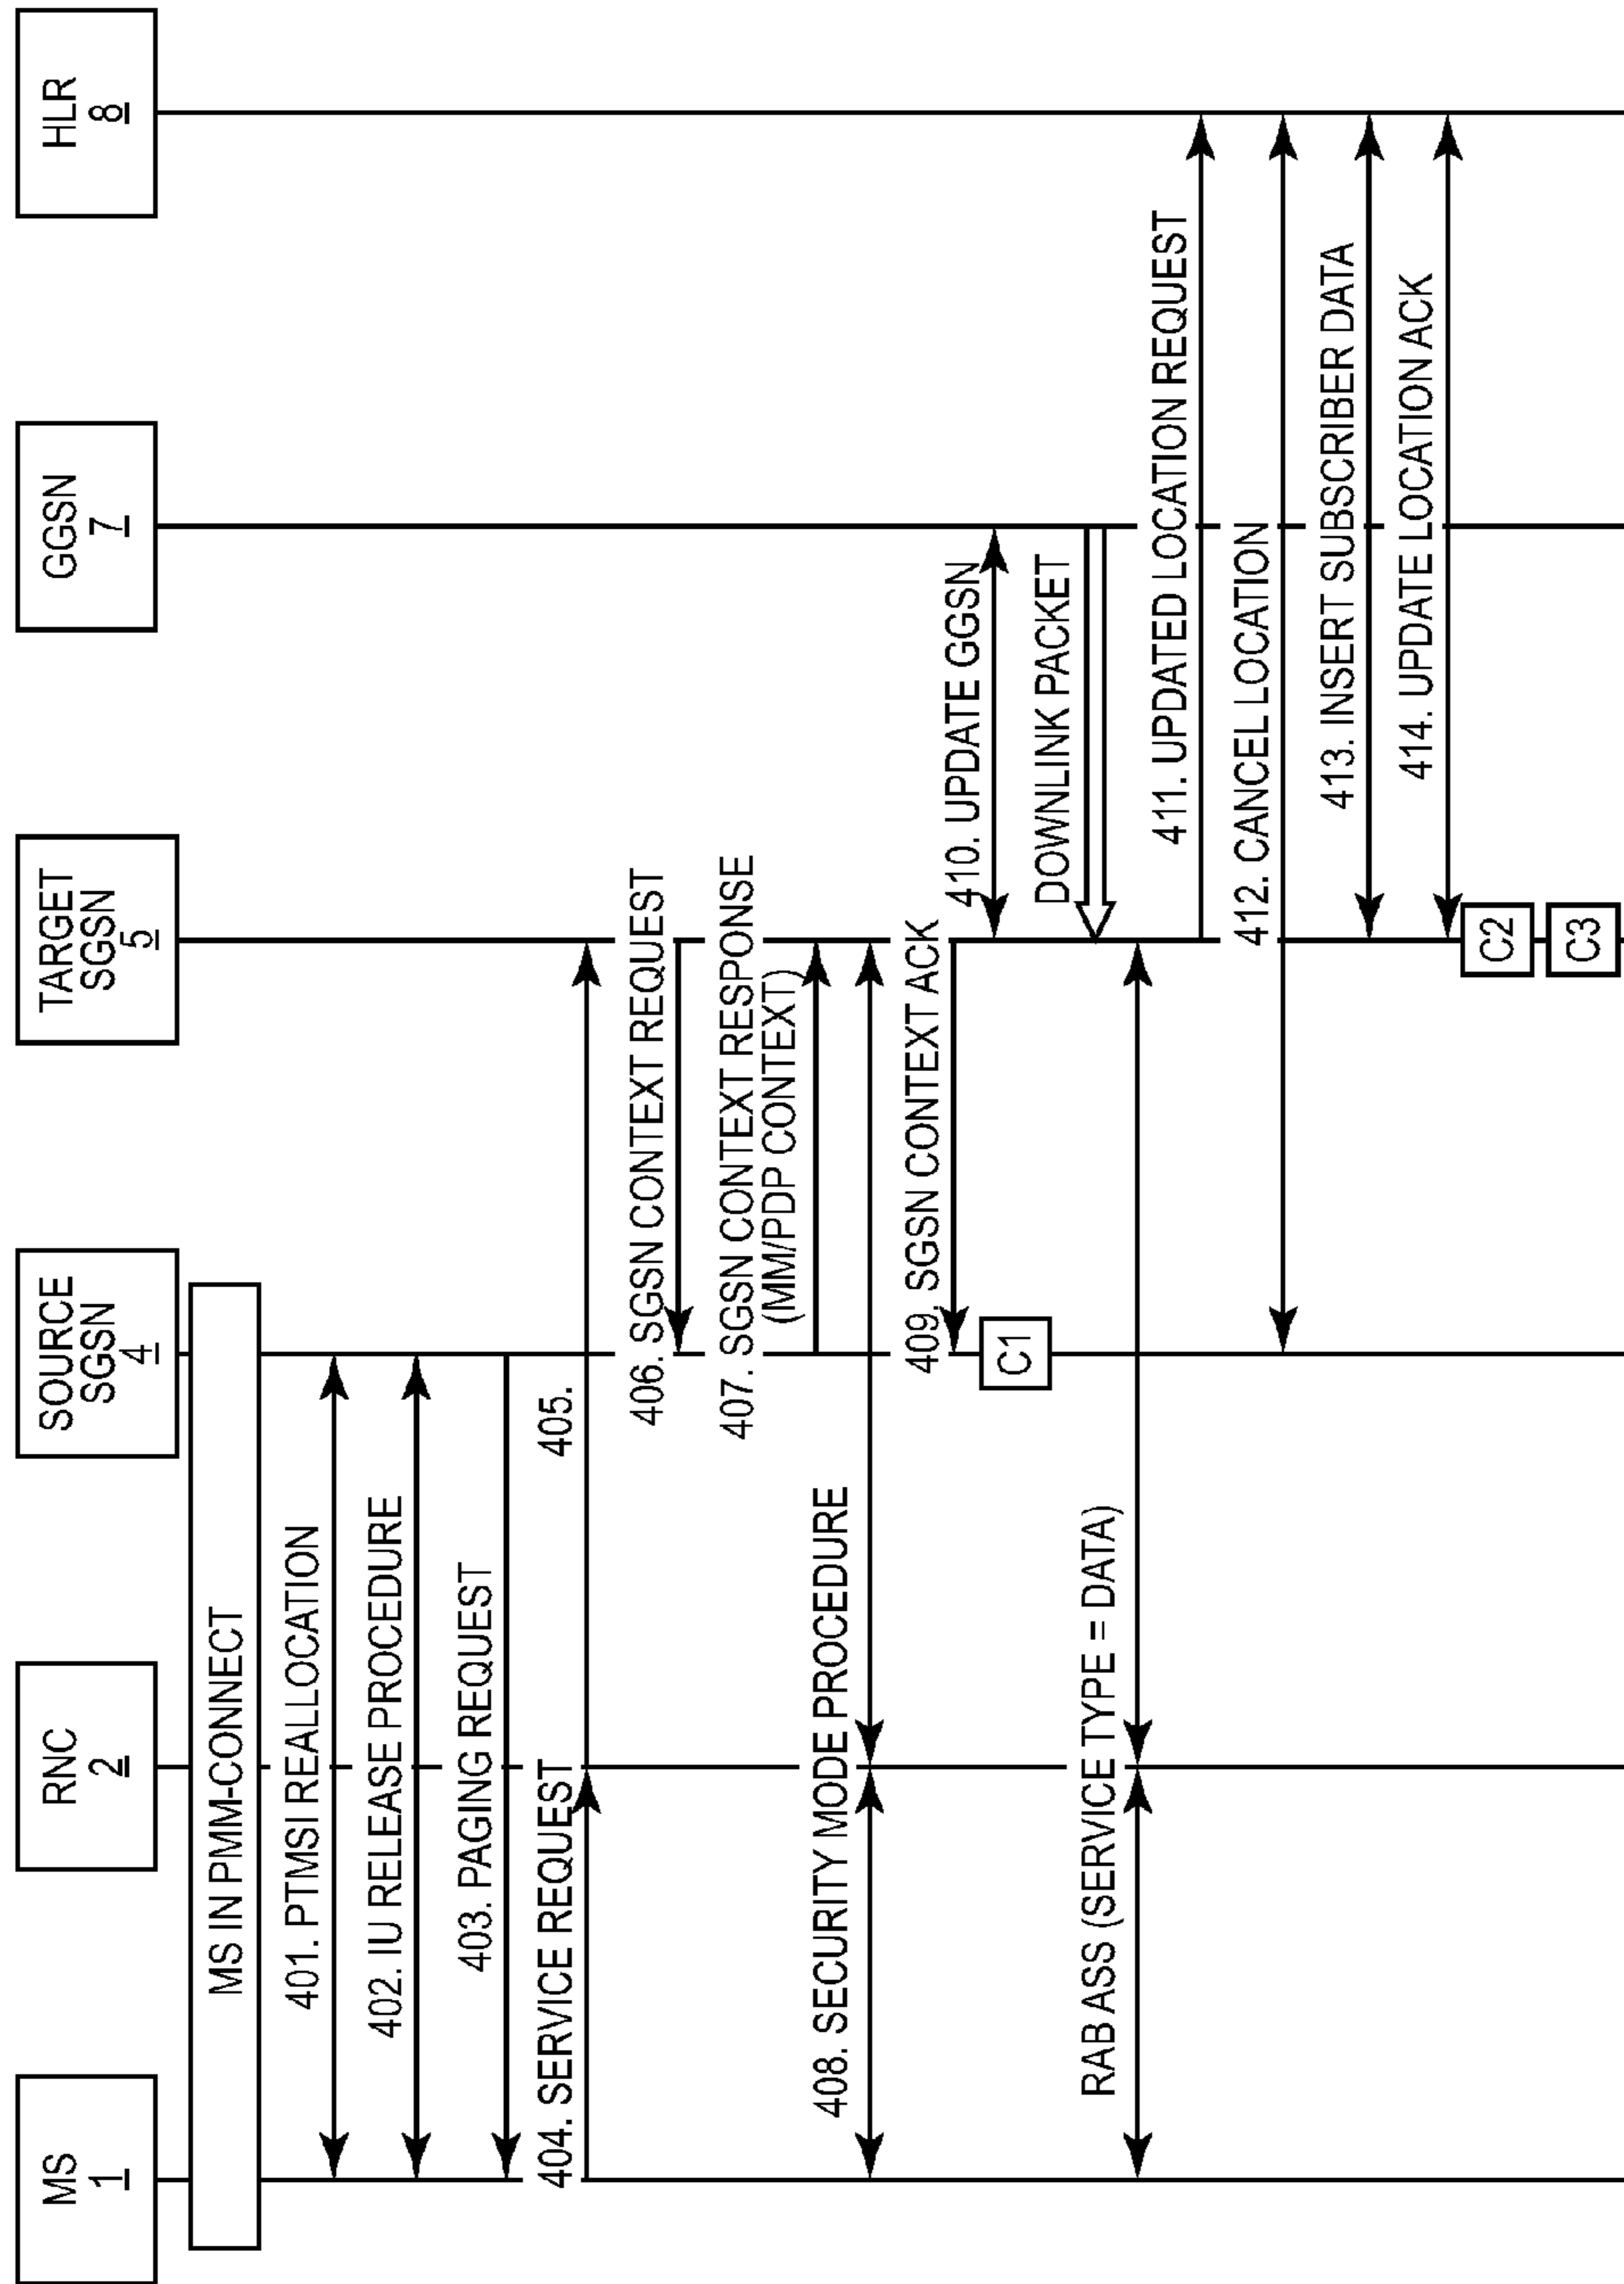 MS
1
RNC
2
SOURCE
SGSN
4
TARGET
SGSN
5
GGSN
7
HLR
8
MS IN PMM-CONNECT
401. PTMSI REALLOCATION
402. IU RELEASE PROCEDURE
403. PAGING REQUEST
404. SERVICE REQUEST
405.
406. SGSN CONTEXT REQUEST
407. SGSN CONTEXT RESPONSE
(MM/PDP CONTEXT)
408. SECURITY MODE PROCEDURE
409. SGSN CONTEXT ACK
C1
410. UPDATE GGSN
DOWNLINK PACKET
RAB ASS (SERVICE TYPE = DATA)
411. UPDATED LOCATION REQUEST
412. CANCEL LOCATION
413. INSERT SUBSCRIBER DATA
414. UPDATE LOCATION ACK
C2
C3